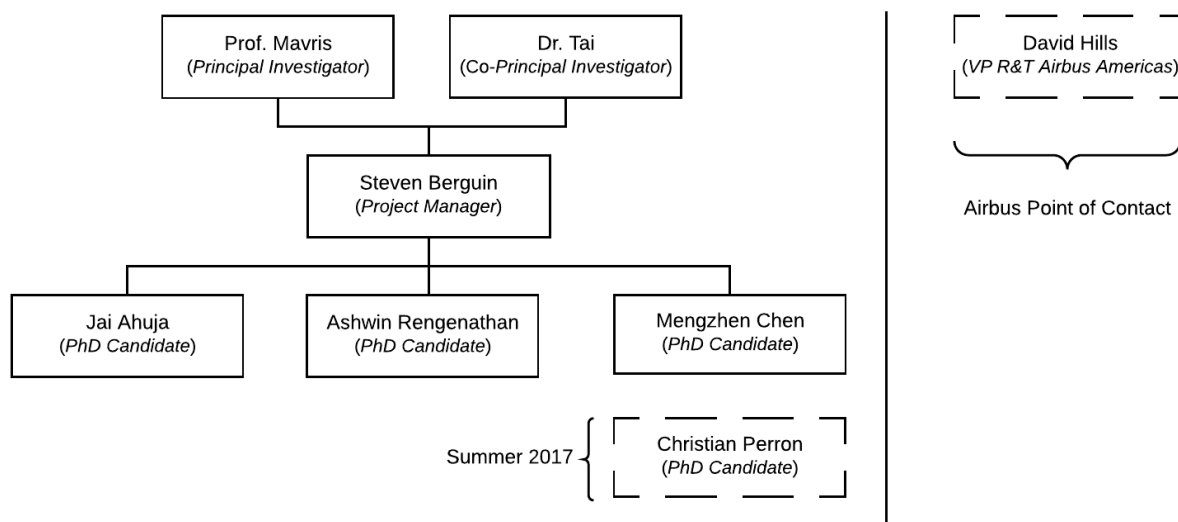 Prof. Mavris
(Principal Investigator)
Dr. Tai
(Co-Principal Investigator)
David Hills
(VP R&T Airbus Americas)
Steven Berguin
(Project Manager)
Airbus Point of Contact
Jai Ahuja
(PhD Candidate)
Ashwin Rengenathan
(PhD Candidate)
Mengzhen Chen
(PhD Candidate)
Summer 2017
Christian Perron
(PhD Candidate)